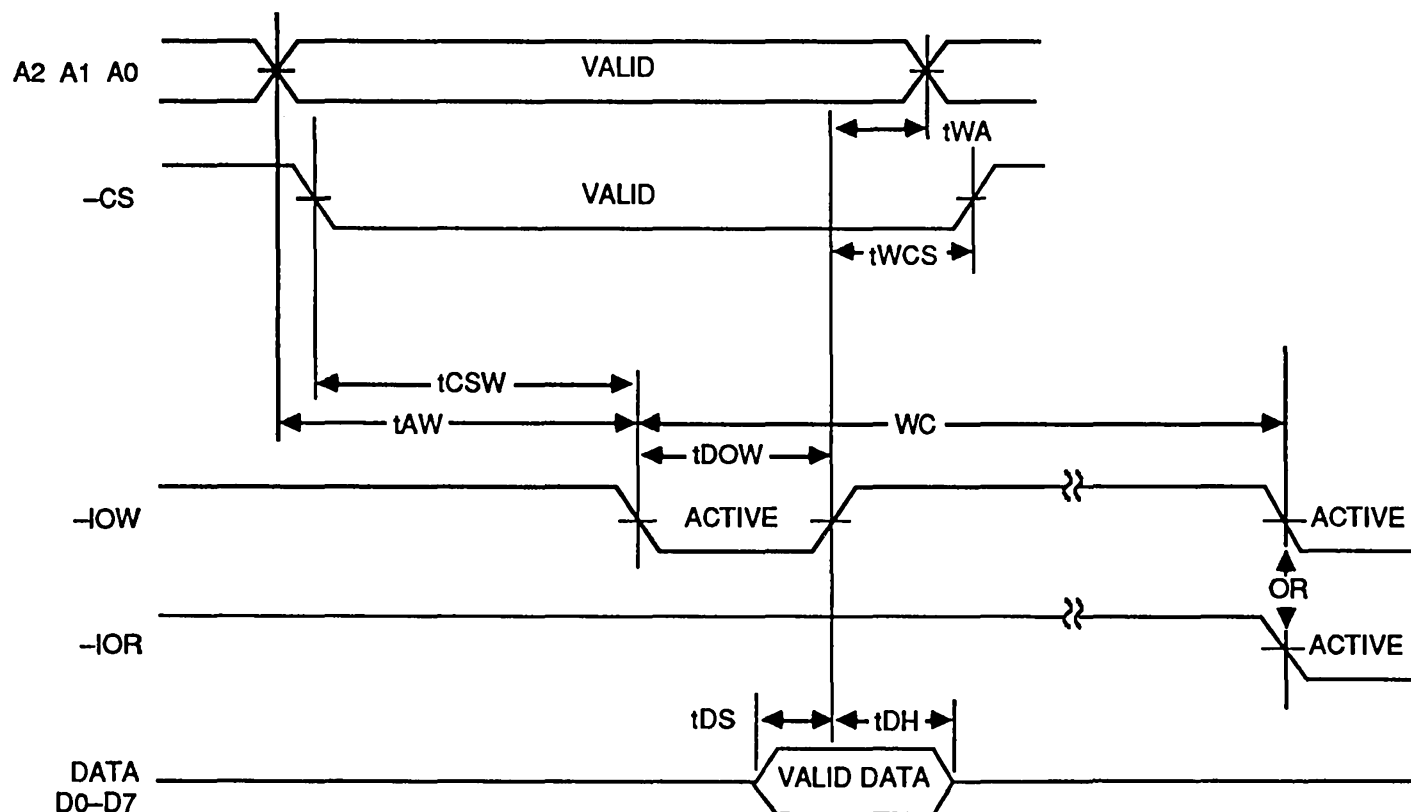 A2 A1 A0
VALID
tWA
–CS
VALID
tWCS
tCSW
tAW
WC
tDOW
–IOW
ACTIVE
ACTIVE
OR
–IOR
ACTIVE
tDS
tDH
DATA
D0–D7
VALID DATA